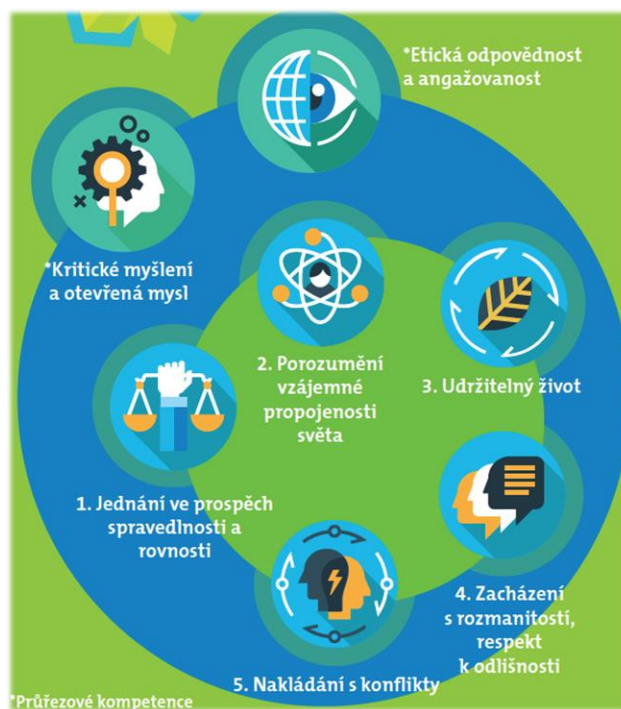 *Etická odpovědnost
a angažovanost
*Kritické myšlení
a otevřená mysl
2. Porozumění
vzájemné
propojenosti
světa
3. Udržitelný život
1. Jednání ve prospěch
spravedlnosti a
rovnosti
4. Zacházení
s rozmanitostí,
respekt
k odlišnosti
5. Nakládání s konflikty
*Průřezové kompetence